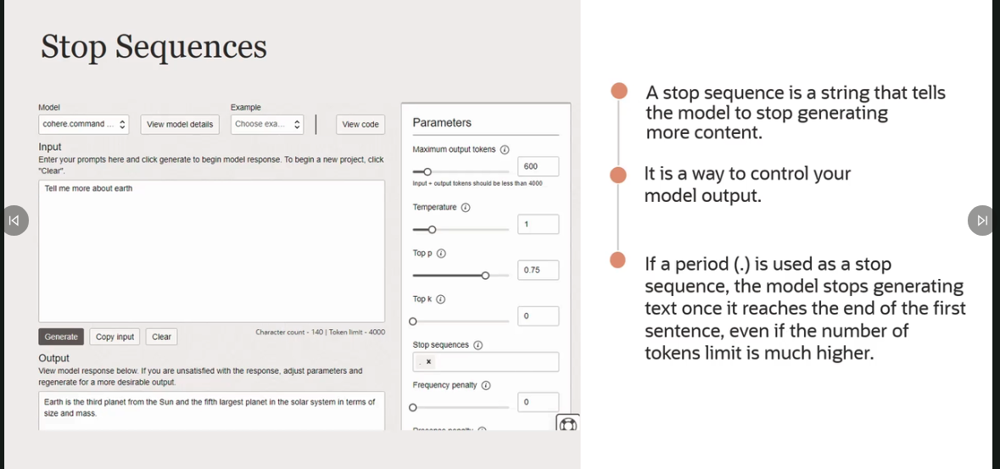 Stop Sequences
Model
cohere.command ...
View model details
Example
Choose exa...
View code
Input
Enter your prompts here and click generate to begin model response. To begin a new project, click
"Clear".
Tell me more about earth
Generate
Copy input
Clear
Character count - 140 | Token limit - 4000
Output
View model response below. If you are unsatisfied with the response, adjust parameters and
regenerate for a more desirable output.
Earth is the third planet from the Sun and the fifth largest planet in the solar system in terms of
size and mass.
Parameters
Maximum output tokens
600
Input + output tokens should be less than 4000
Temperature
1
Top p
0.75
Top k
0
Stop sequences
. x
Frequency penalty
0
A stop sequence is a string that tells
the model to stop generating
more content.
It is a way to control your
model output.
If a period (.) is used as a stop
sequence, the model stops generating
text once it reaches the end of the first
sentence, even if the number of
tokens limit is much higher.